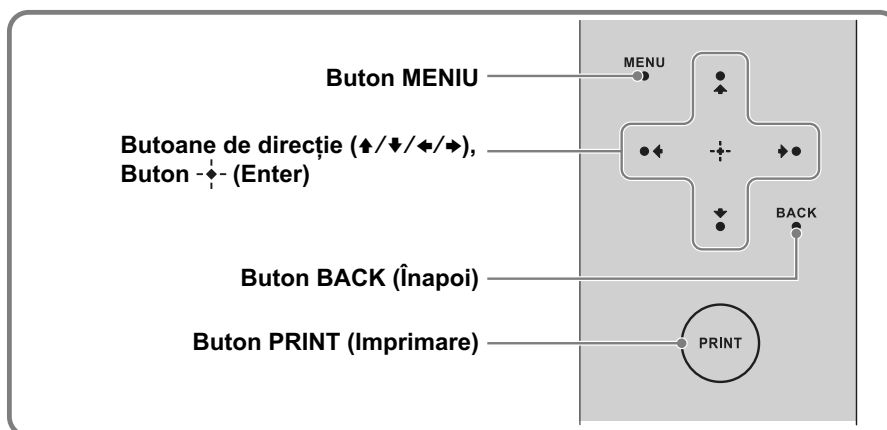 Buton MENIU
MENU
Butoane de direcție (↑/↓/←/→),
Buton -⬥- (Enter)
BACK
Buton BACK (Înapoi)
Buton PRINT (Imprimare)
PRINT